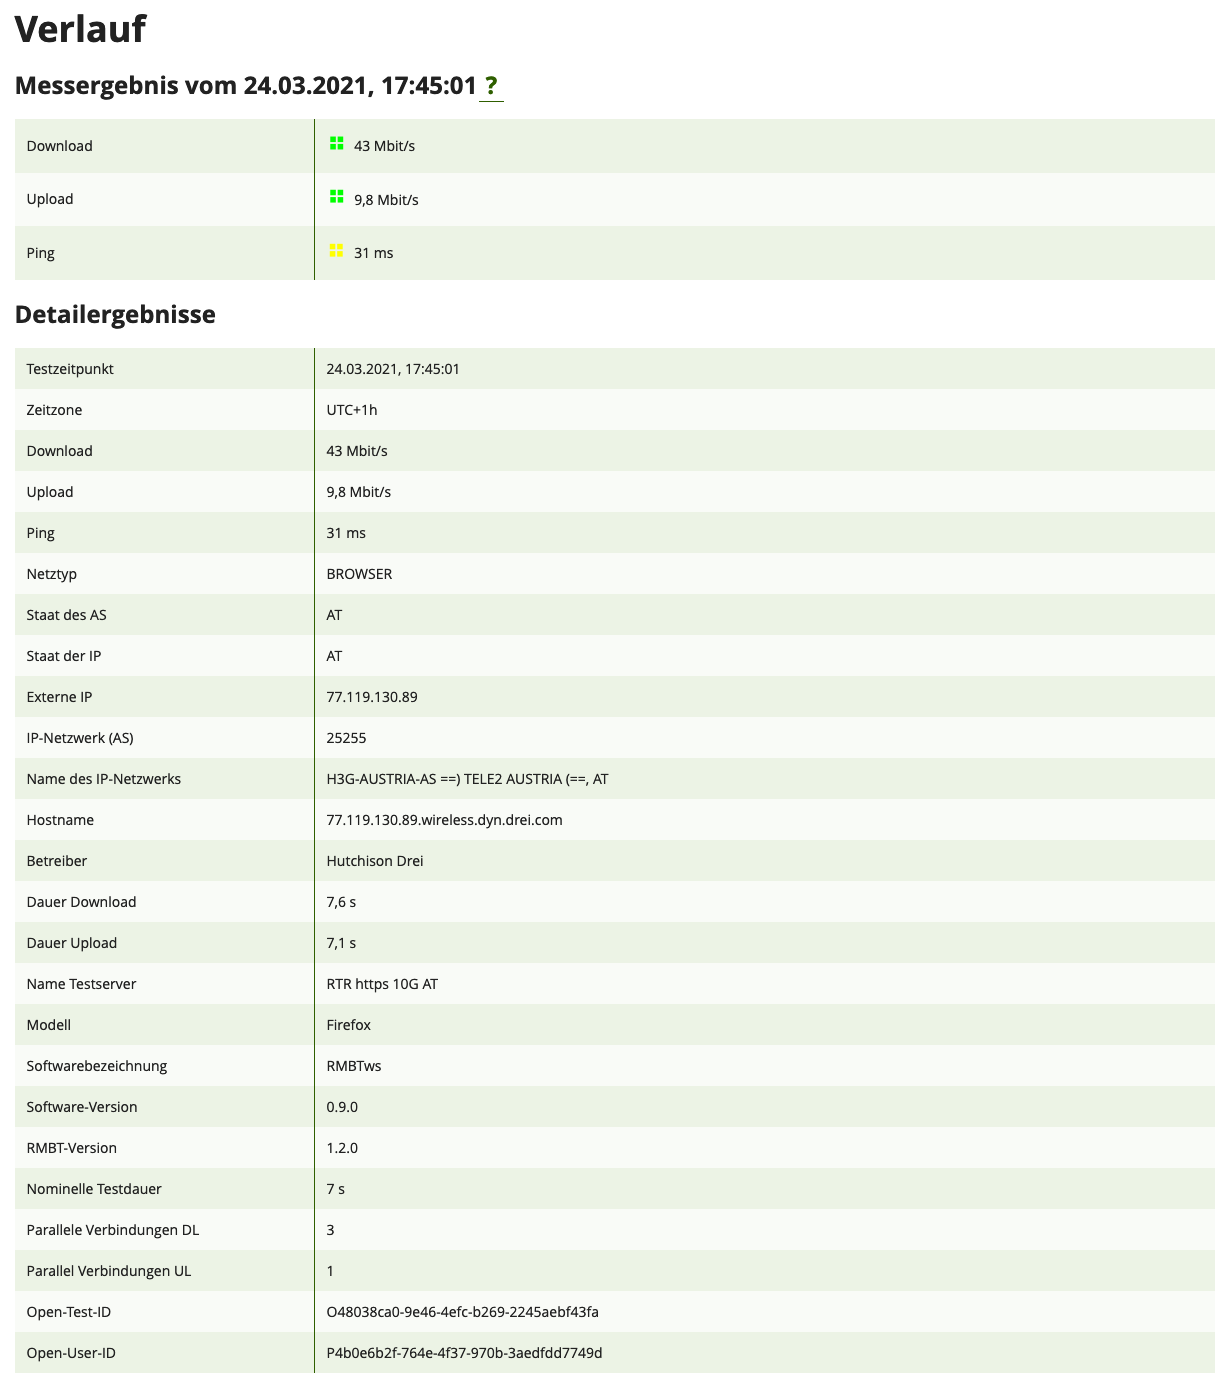 Verlauf
Messergebnis vom 24.03.2021, 17:45:01 ?
Download 43 Mbit/s
Upload 9,8 Mbit/s
Ping 31 ms
Detailergebnisse
Testzeitpunkt 24.03.2021, 17:45:01
Zeitzone UTC+1h
Download 43 Mbit/s
Upload 9,8 Mbit/s
Ping 31 ms
Netztyp BROWSER
Staat des AS AT
Staat der IP AT
Externe IP 77.119.130.89
IP-Netzwerk (AS) 25255
Name des IP-Netzwerks H3G-AUSTRIA-AS ==) TELE2 AUSTRIA (==, AT
Hostname 77.119.130.89.wireless.dyn.drei.com
Betreiber Hutchison Drei
Dauer Download 7,6 s
Dauer Upload 7,1 s
Name Testserver RTR https 10G AT
Modell Firefox
Softwarebezeichnung RMBTws
Software-Version 0.9.0
RMBT-Version 1.2.0
Nominelle Testdauer 7 s
Parallele Verbindungen DL 3
Parallel Verbindungen UL 1
Open-Test-ID O48038ca0-9e46-4efc-b269-2245aebf43fa
Open-User-ID P4b0e6b2f-764e-4f37-970b-3aedfdd7749d